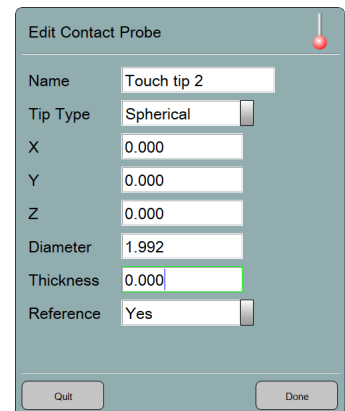 Edit Contact Probe
Name Touch tip 2
Tip Type Spherical
X 0.000
Y 0.000
Z 0.000
Diameter 1.992
Thickness 0.000
Reference Yes
Quit Done